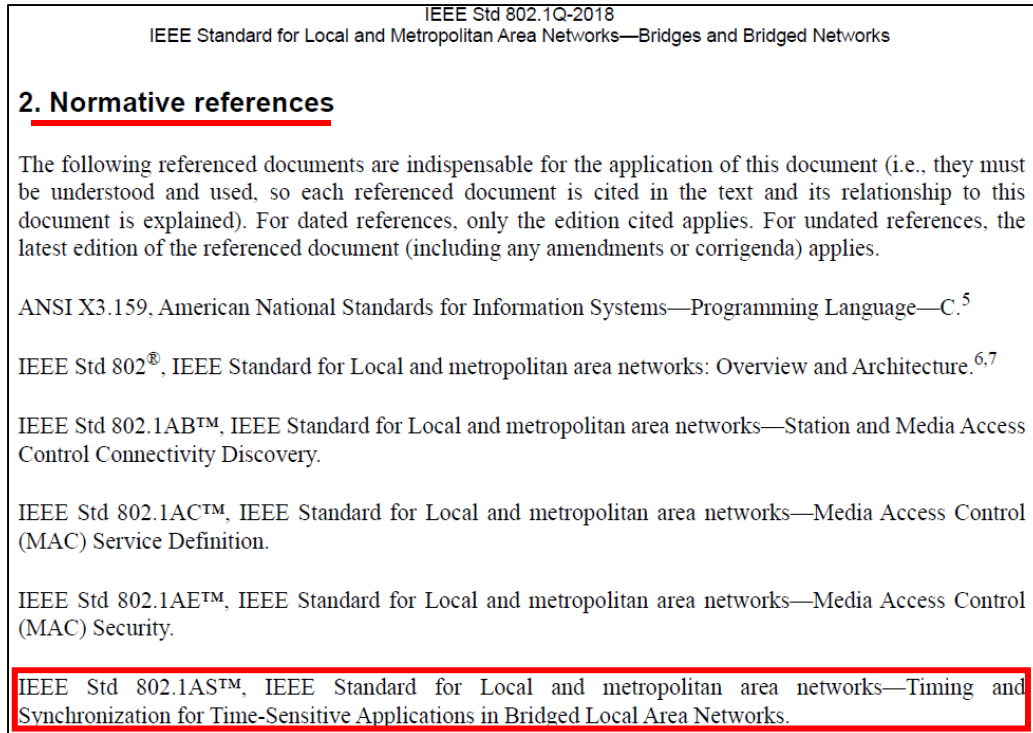 IEEE Std 802.1Q-2018
IEEE Standard for Local and Metropolitan Area Networks—Bridges and Bridged Networks
2. Normative references
The following referenced documents are indispensable for the application of this document (i.e., they must
be understood and used, so each referenced document is cited in the text and its relationship to this
document is explained). For dated references, only the edition cited applies. For undated references, the
latest edition of the referenced document (including any amendments or corrigenda) applies.
ANSI X3.159, American National Standards for Information Systems—Programming Language—C.5
IEEE Std 802®, IEEE Standard for Local and metropolitan area networks: Overview and Architecture.6,7
IEEE Std 802.1AB™, IEEE Standard for Local and metropolitan area networks—Station and Media Access
Control Connectivity Discovery.
IEEE Std 802.1AC™, IEEE Standard for Local and metropolitan area networks—Media Access Control
(MAC) Service Definition.
IEEE Std 802.1AE™, IEEE Standard for Local and metropolitan area networks—Media Access Control
(MAC) Security.
IEEE Std 802.1AS™, IEEE Standard for Local and metropolitan area networks—Timing and
Synchronization for Time-Sensitive Applications in Bridged Local Area Networks.